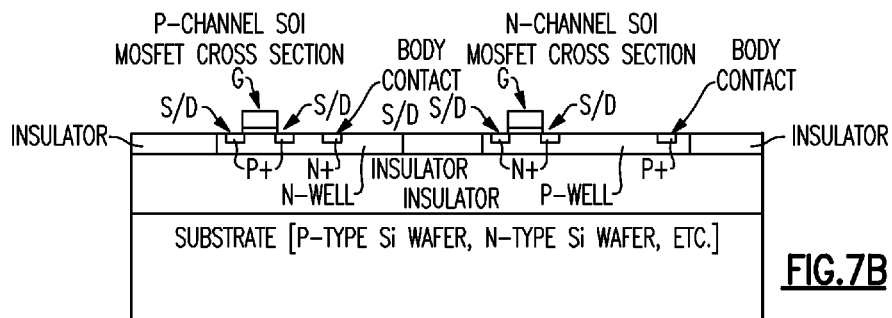 P-CHANNEL SOI
MOSFET CROSS SECTION
G
S/D
S/D
BODY
CONTACT
S/D
N-CHANNEL SOI
MOSFET CROSS SECTION
G
S/D
S/D
BODY
CONTACT
INSULATOR
INSULATOR
P+
N+
N-WELL
INSULATOR
N+
P-WELL
P+
INSULATOR
SUBSTRATE [P-TYPE Si WAFER, N-TYPE Si WAFER, ETC.]
FIG.7B